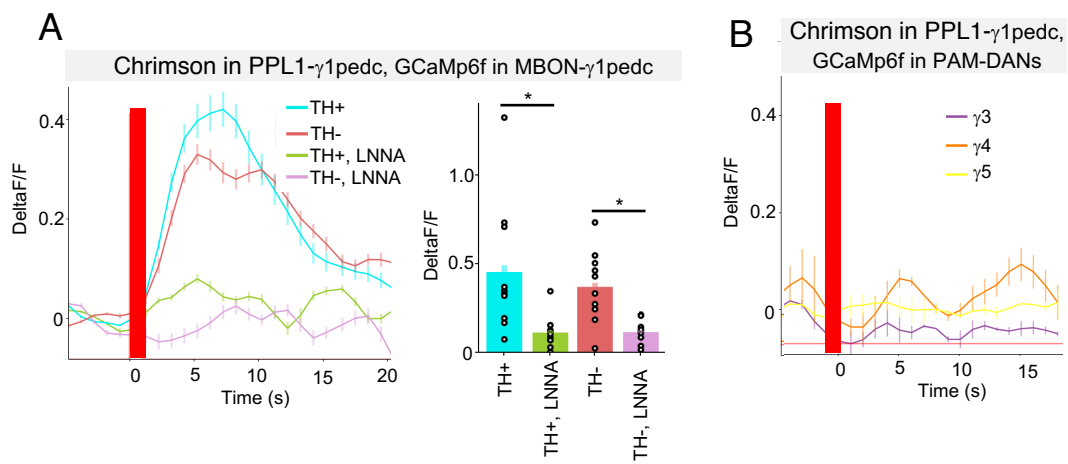 A
Chrimson in PPL1-γ1pedc, GCaMp6f in MBON-γ1pedc
DeltaF/F
0.4
0.2
0
0
5
10
15
20
Time (s)
TH+
TH-
TH+, LNNA
TH-, LNNA
DeltaF/F
1.0
0.5
0
*
*
TH+
TH+, LNNA
TH-
TH-, LNNA
B
Chrimson in PPL1-γ1pedc,
GCaMp6f in PAM-DANs
DeltaF/F
0.4
0.2
0
0
5
10
15
Time (s)
γ3
γ4
γ5